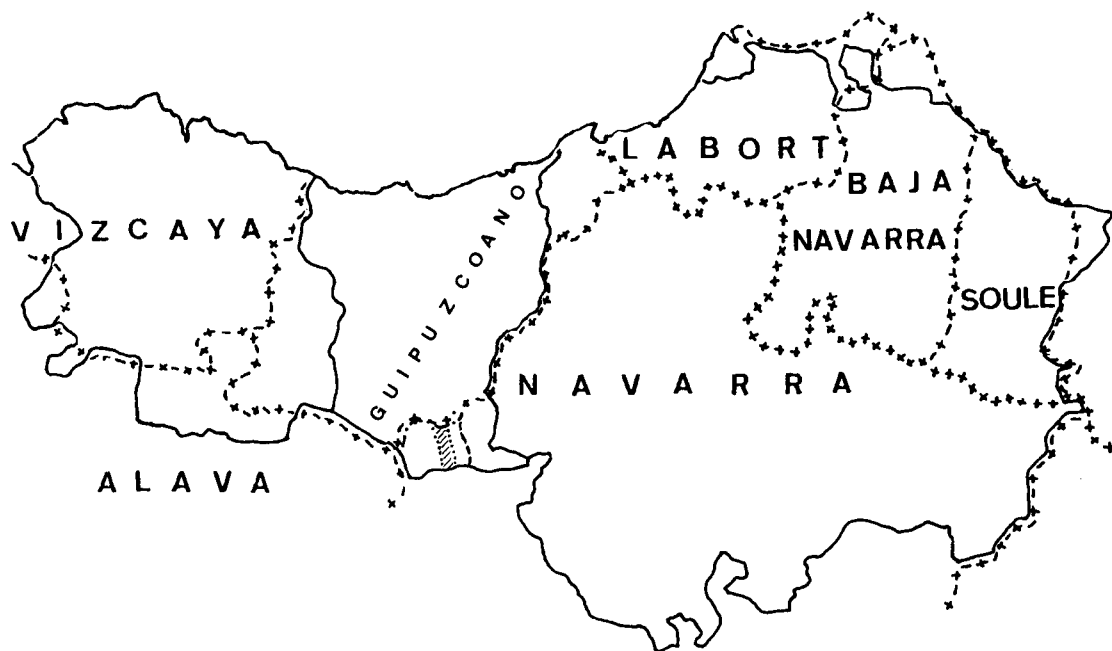 LABORT
BAJA
VIZCAYA
NAVARRA
GUIPUZCOANO
SOULE
NAVARRA
ALAVA